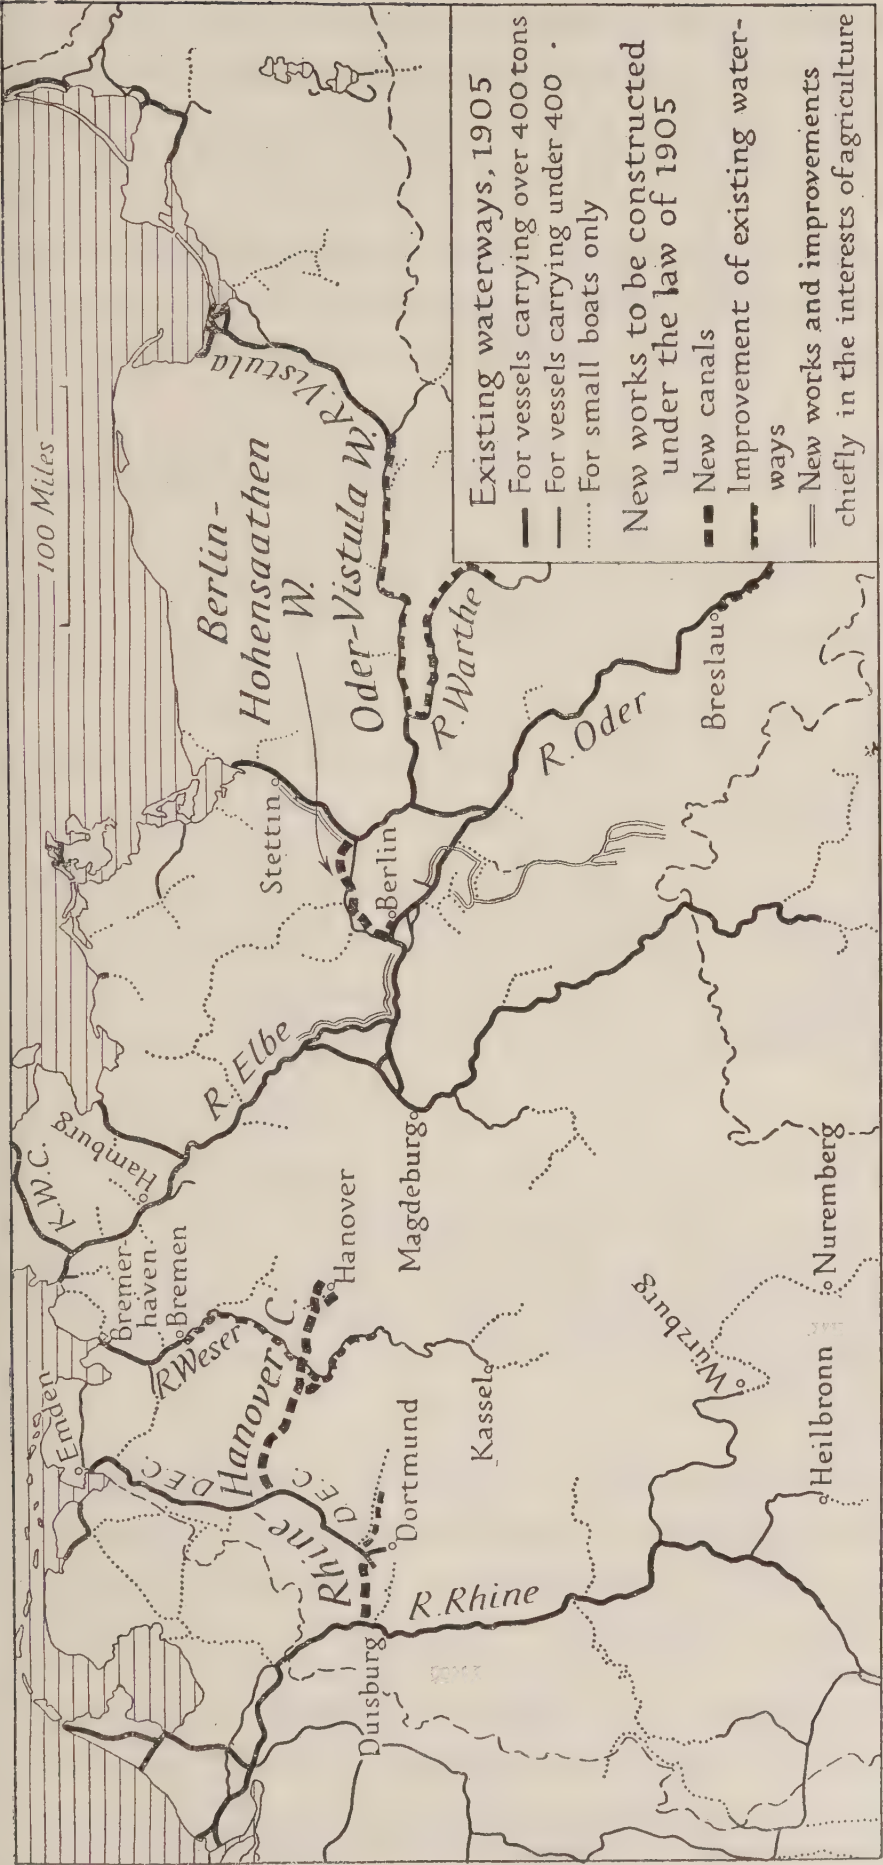 100 Miles
Berlin-
Hohensaathen
W.
Oder-Vistula W.
R. Vistula
R. Warthe
R. Oder
Breslau
Stettin
Berlin
R. Elbe
K.W.C.
Hamburg
Bremer-
haven
Bremen
R. Weser
Hanover
Magdeburg
Emden
D.E.C.
D.E.C.
Rhine-
Hanover C.
Dortmund
Kassel
Duisburg
R. Rhine
Wurzburg
W.
Nuremberg
Heilbronn
Existing waterways, 1905
For vessels carrying over 400 tons
For vessels carrying under 400 .
For small boats only
New works to be constructed
under the law of 1905
New canals
Improvement of existing water-
ways
New works and improvements
chiefly in the interests of agriculture